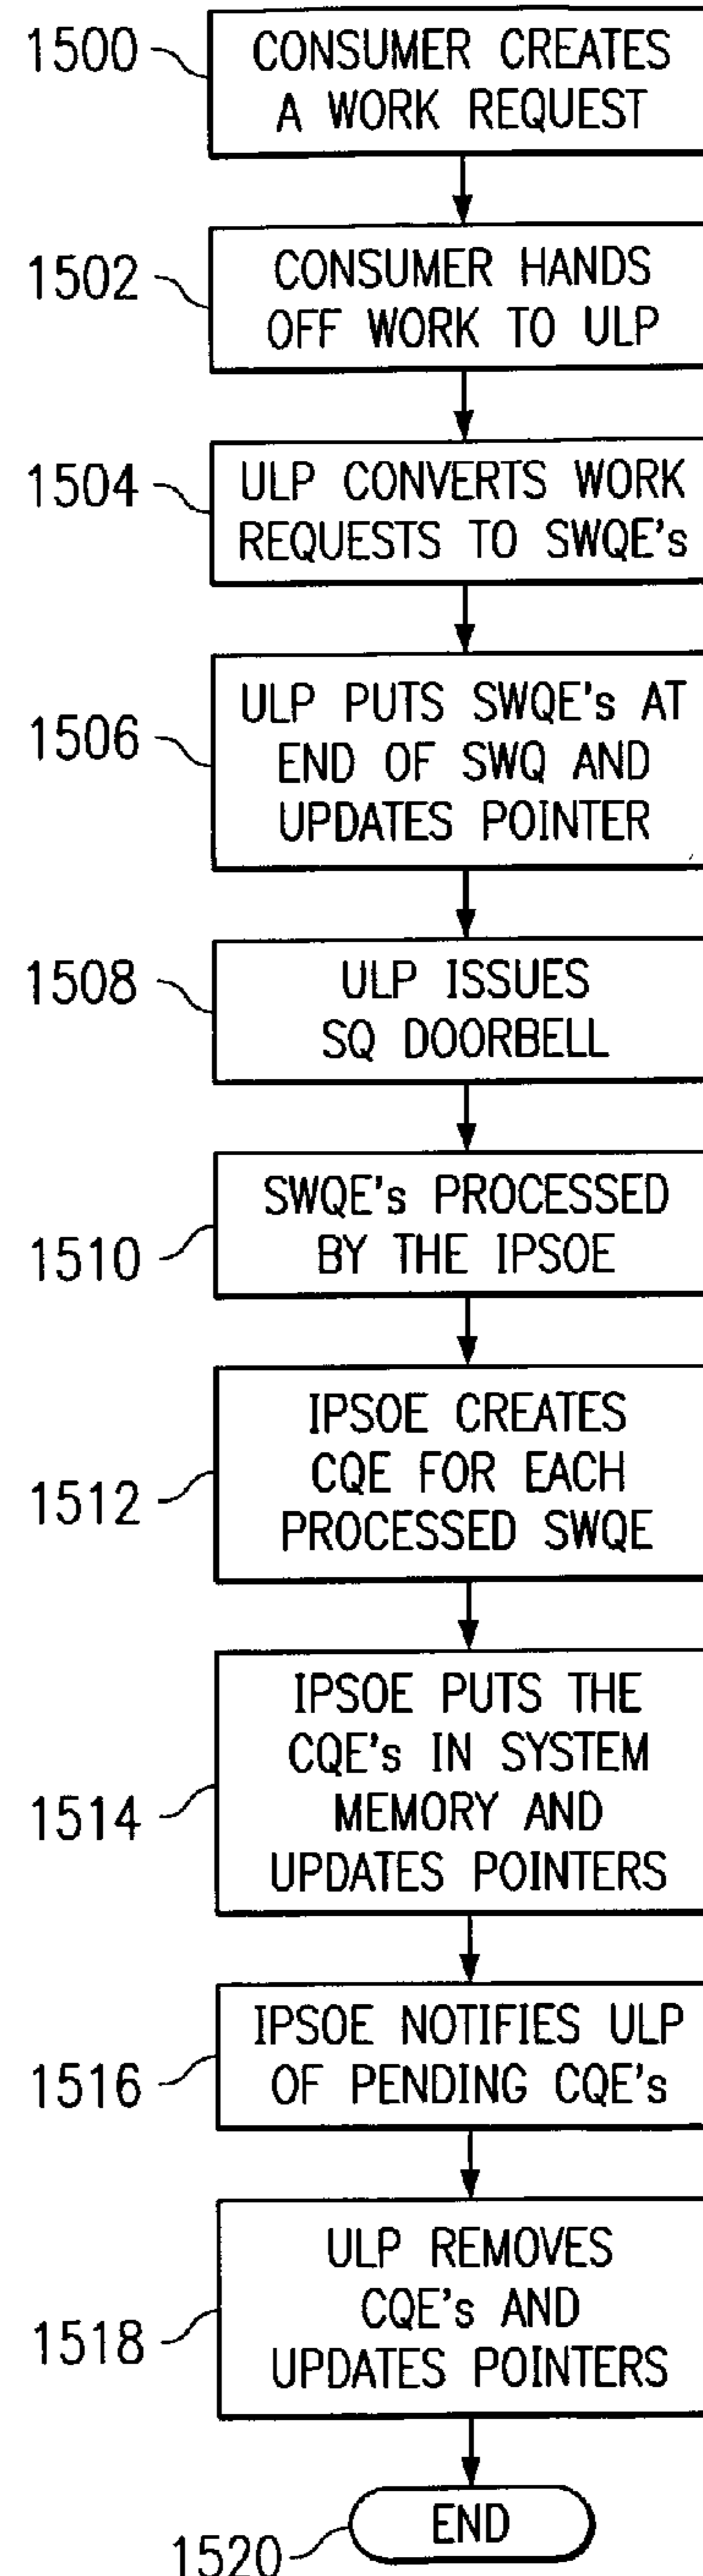 1500
CONSUMER CREATES
A WORK REQUEST
1502
CONSUMER HANDS
OFF WORK TO ULP
1504
ULP CONVERTS WORK
REQUESTS TO SWQE's
1506
ULP PUTS SWQE's AT
END OF SWQ AND
UPDATES POINTER
1508
ULP ISSUES
SQ DOORBELL
1510
SWQE's PROCESSED
BY THE IPSOE
1512
IPSOE CREATES
CQE FOR EACH
PROCESSED SWQE
1514
IPSOE PUTS THE
CQE's IN SYSTEM
MEMORY AND
UPDATES POINTERS
1516
IPSOE NOTIFIES ULP
OF PENDING CQE's
1518
ULP REMOVES
CQE's AND
UPDATES POINTERS
1520
END